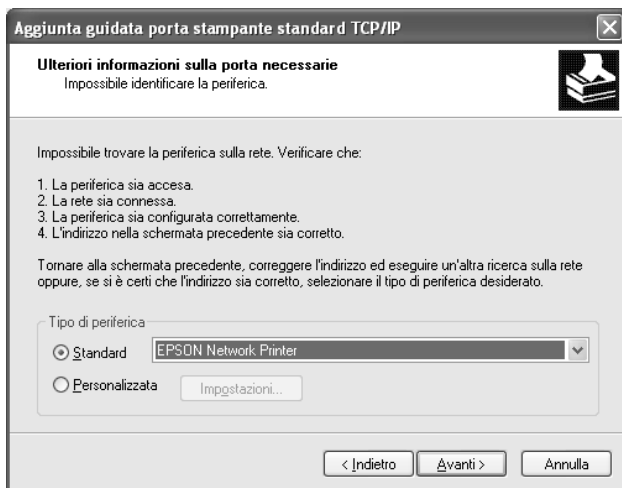 Aggiunta guidata porta stampante standard TCP/IP
Ulteriori informazioni sulla porta necessarie
Impossibile identificare la periferica.
Impossibile trovare la periferica sulla rete. Verificare che:
1. La periferica sia accesa.
2. La rete sia connessa.
3. La periferica sia configurata correttamente.
4. L'indirizzo nella schermata precedente sia corretto.
Tornare alla schermata precedente, correggere l'indirizzo ed eseguire un'altra ricerca sulla rete
oppure, se si è certi che l'indirizzo sia corretto, selezionare il tipo di periferica desiderato.
Tipo di periferica
Standard EPSON Network Printer
Personalizzata Impostazioni...
< Indietro Avanti > Annulla